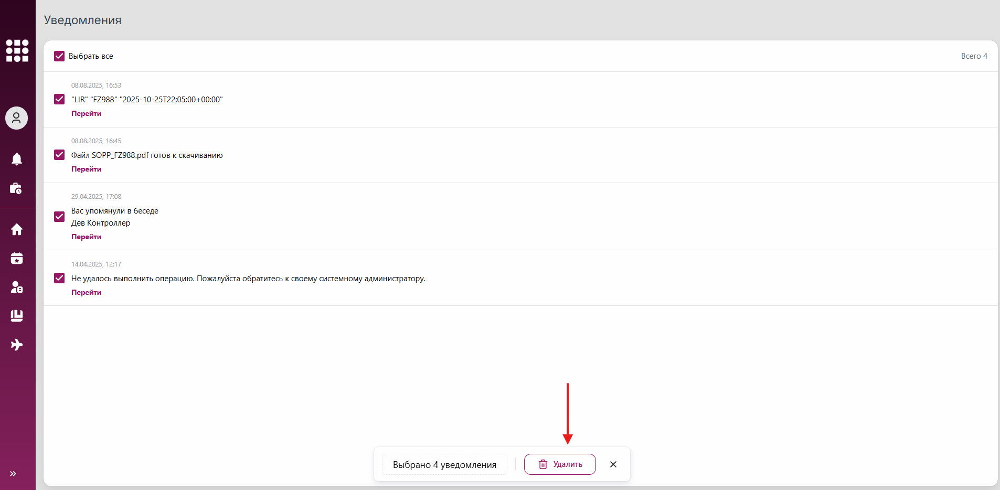 Уведомления
Выбрать все
Всего 4
08.08.2025, 16:53
"LIR" "FZ988" "2025-10-25T22:05:00+00:00"
Перейти
08.08.2025, 16:45
Файл SOPP_FZ988.pdf готов к скачиванию
Перейти
29.04.2025, 17:08
Вас упомянули в беседе
Дев Контроллер
Перейти
14.04.2025, 12:17
Не удалось выполнить операцию. Пожалуйста обратитесь к своему системному администратору.
Перейти
Выбрано 4 уведомления
Удалить